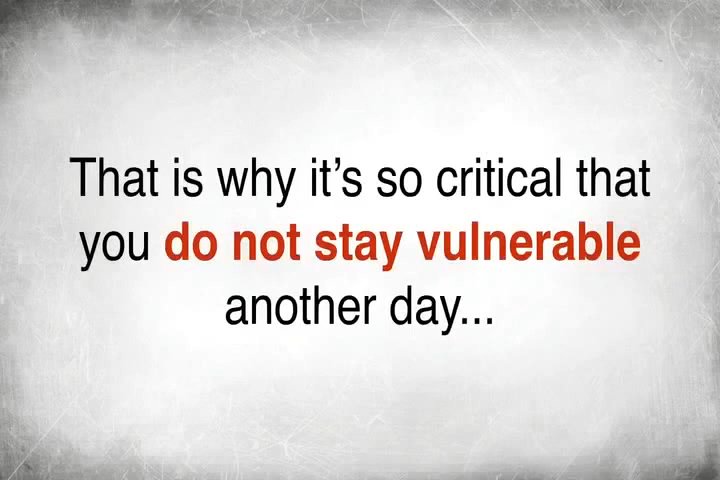 That is why it’s so critical that
you do not stay vulnerable
another day...